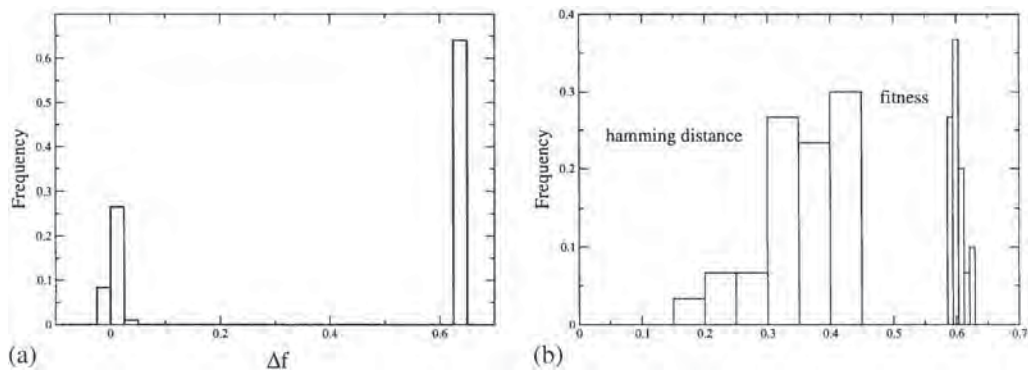 0.6
0.5
0.4
0.3
0.2
0.1
0
0 0.2 0.4 0.6
Frequency
Δf
(a)
0.4
0.3
0.2
0.1
0
0 0.1 0.2 0.3 0.4 0.5 0.6 0.7
Frequency
hamming distance
fitness
(b)